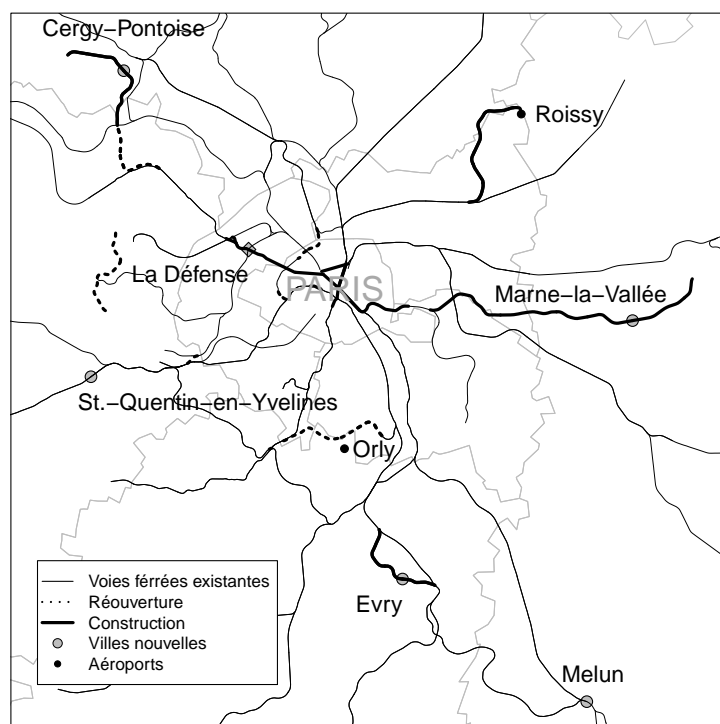 Cergy−Pontoise
Roissy
La Défense
PARIS
Marne−la−Vallée
St.−Quentin−en−Yvelines
Orly
Evry
Melun
Voies férrées existantes
Réouverture
Construction
Villes nouvelles
Aéroports